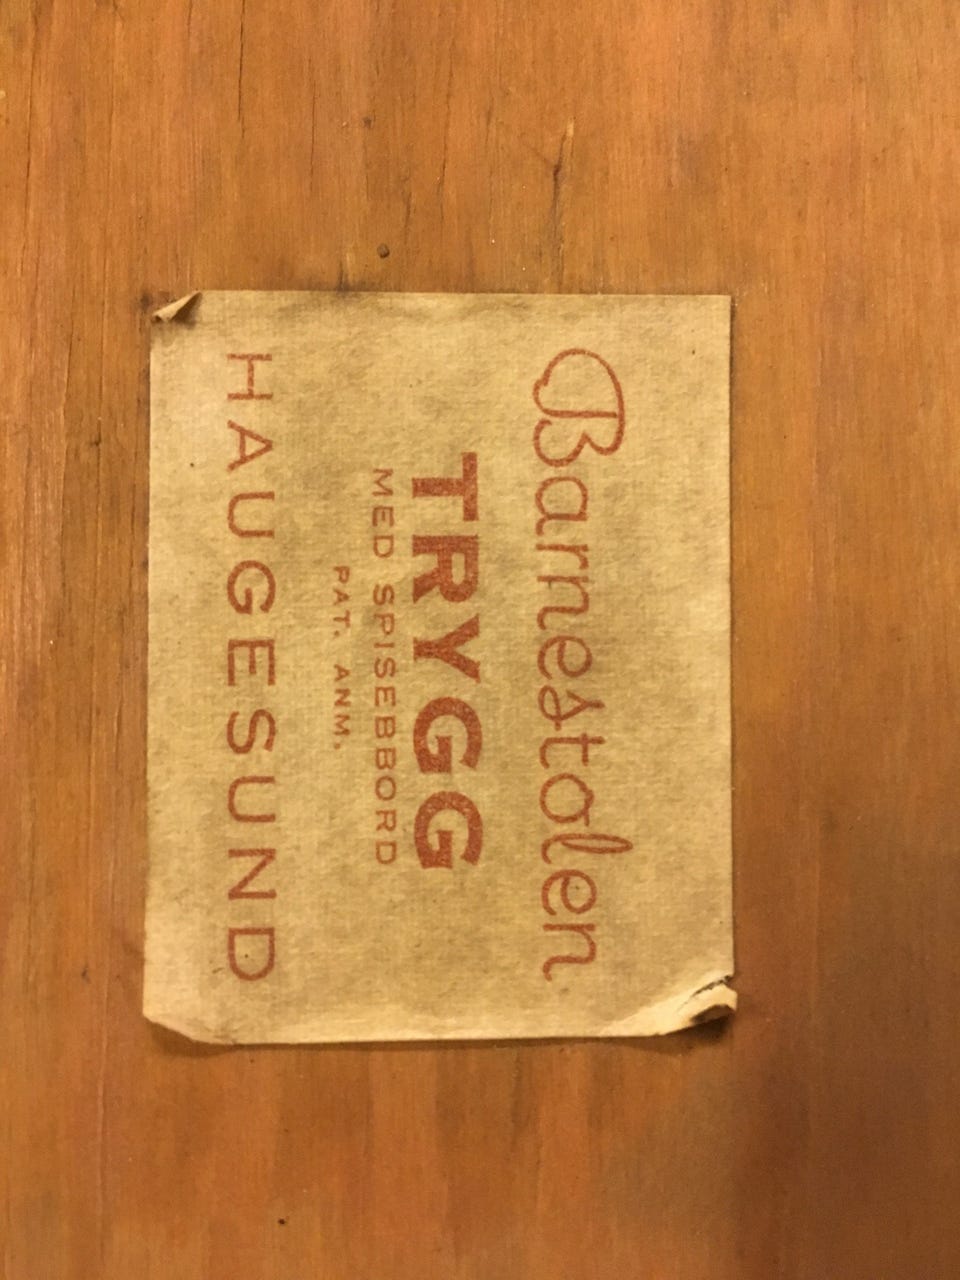 Barnestolen
TRYGG
MED SPISEBBORD
PAT. ANM.
HAUGESUND